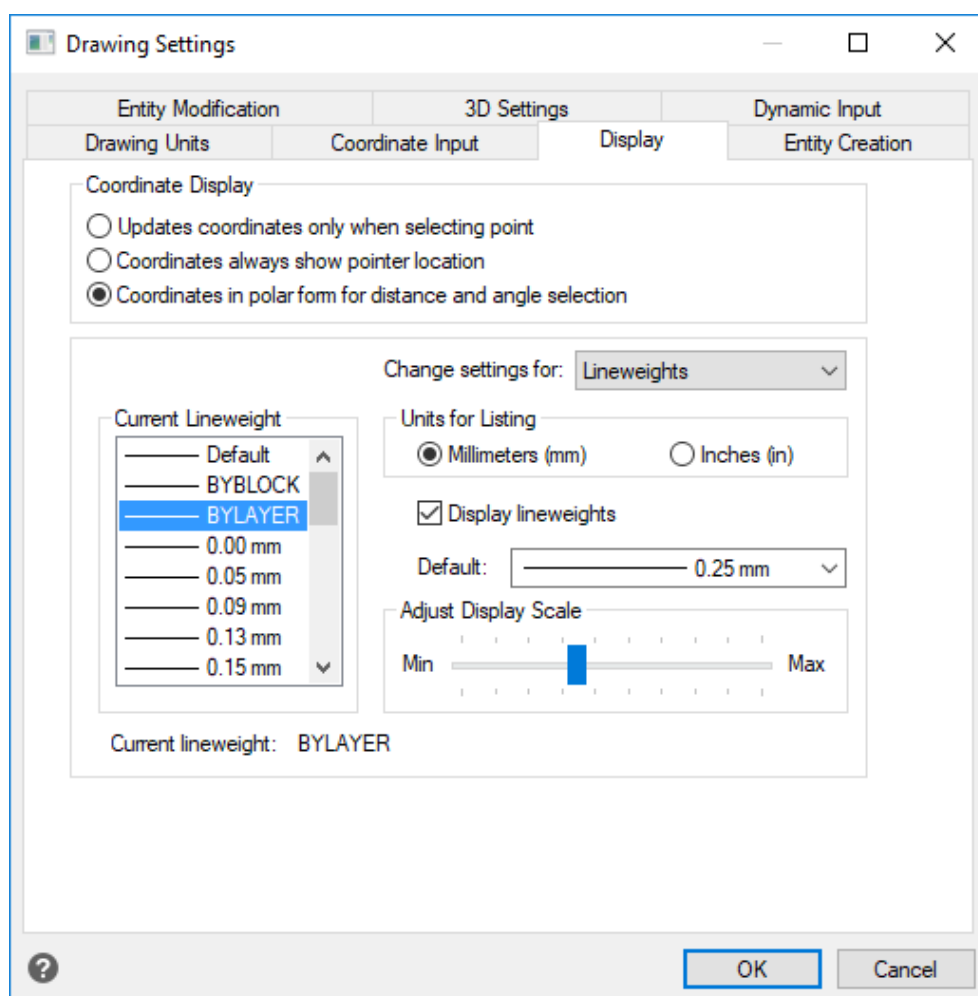 Drawing Settings
Entity Modification 3D Settings Dynamic Input
Drawing Units Coordinate Input Display Entity Creation
Coordinate Display
Updates coordinates only when selecting point
Coordinates always show pointer location
Coordinates in polar form for distance and angle selection
Change settings for: Lineweights
Current Lineweight
Default
BYBLOCK
BYLAYER
0.00 mm
0.05 mm
0.09 mm
0.13 mm
0.15 mm
Units for Listing
Millimeters (mm) Inches (in)
Display lineweights
Default: 0.25 mm
Adjust Display Scale
Min Max
Current lineweight: BYLAYER
? OK Cancel